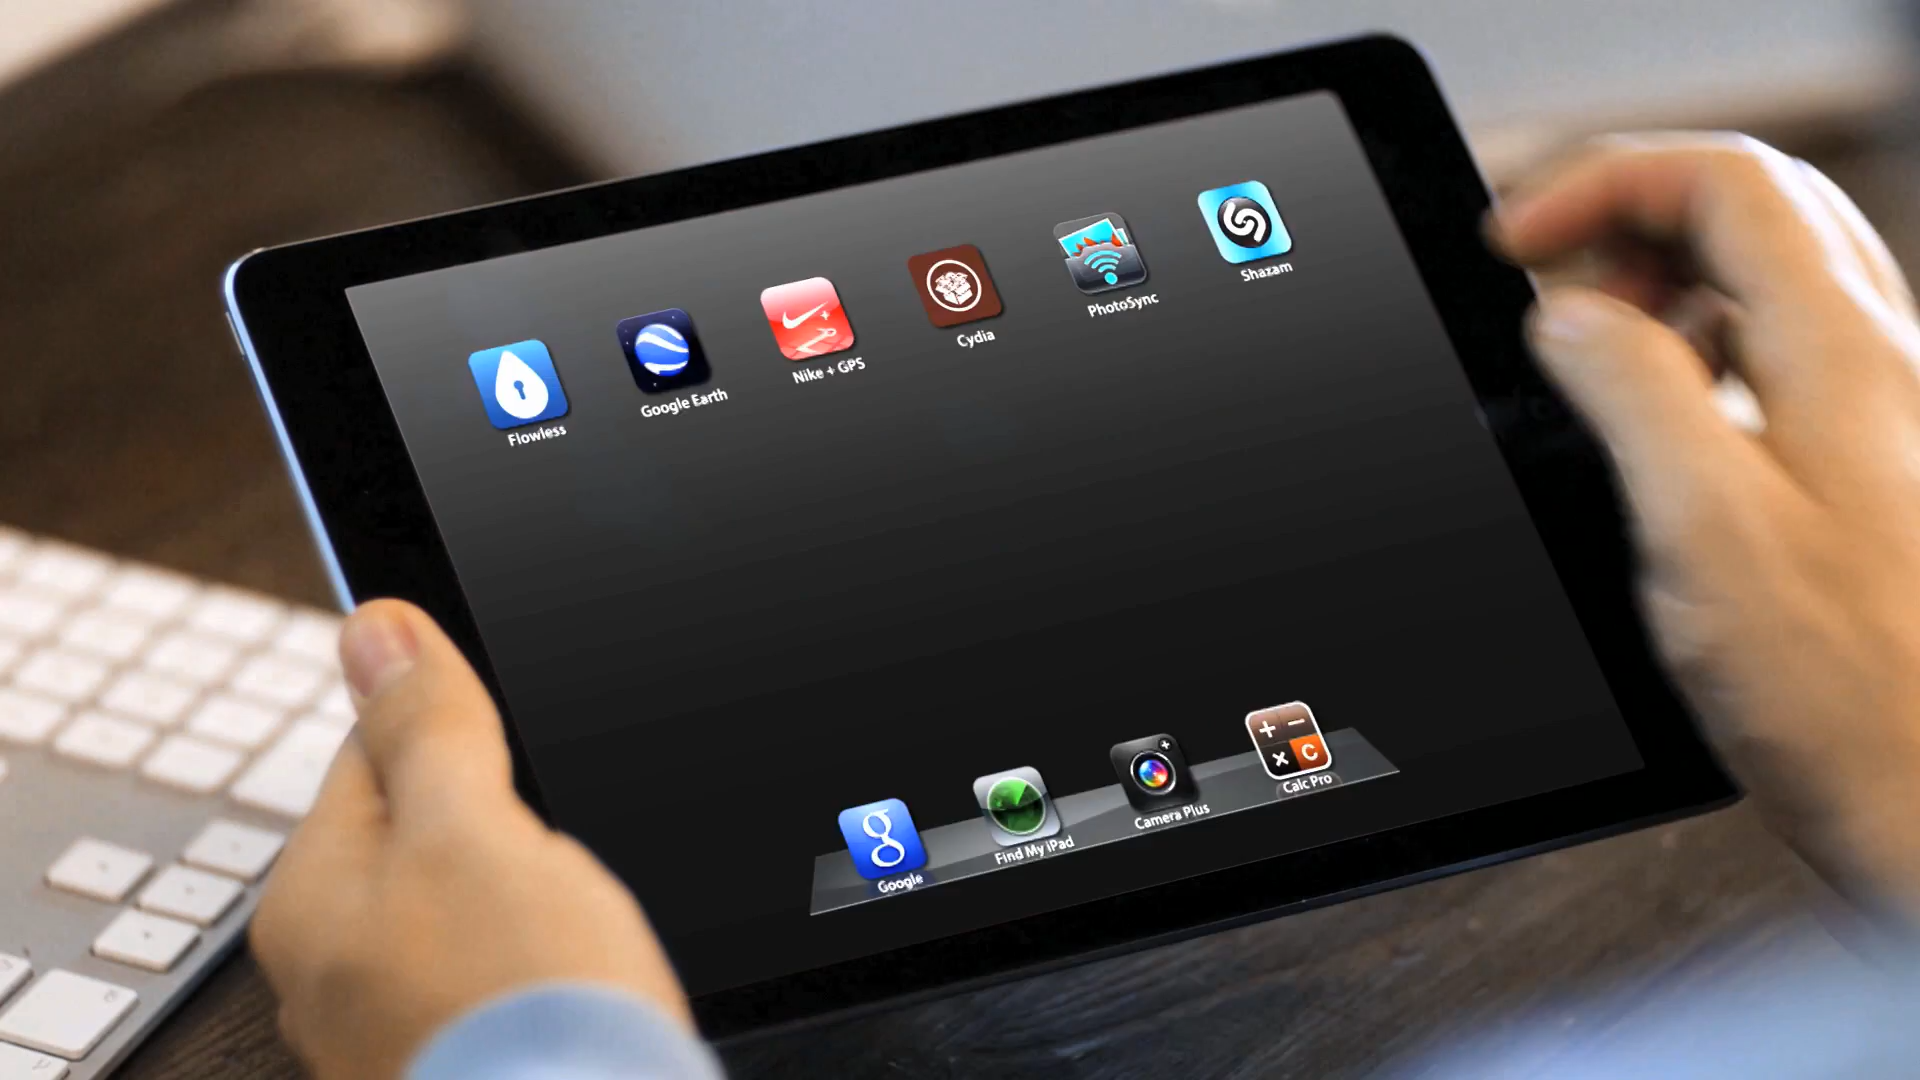 Flowless
Google Earth
Nike + GPS
Cydia
PhotoSync
Shazam
g
Google
Find My iPad
Camera Plus
+ −
× C
Calc Pro